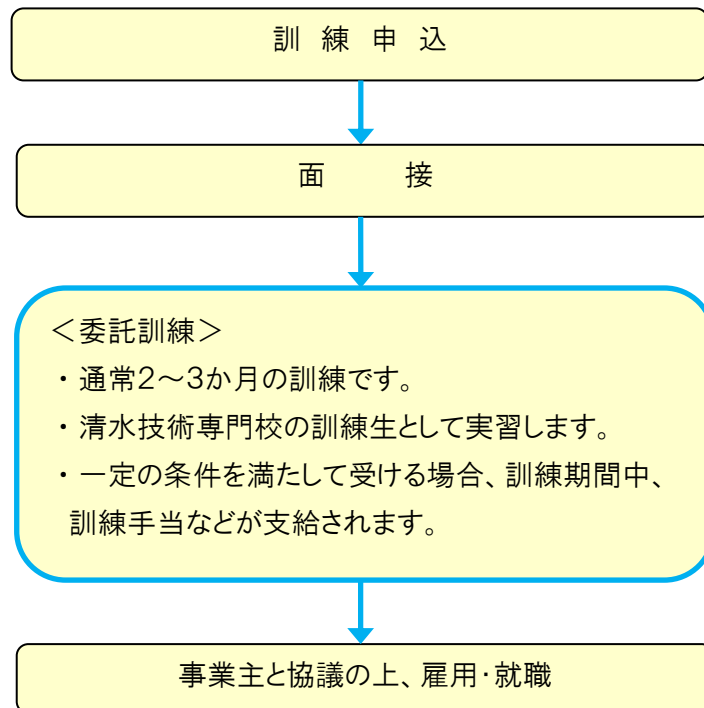 訓 練 申 込
面 接
＜委託訓練＞
・通常２～３か月の訓練です。
・清水技術専門校の訓練生として実習します。
・一定の条件を満たして受ける場合、訓練期間中、
訓練手当などが支給されます。
事業主と協議の上、雇用・就職